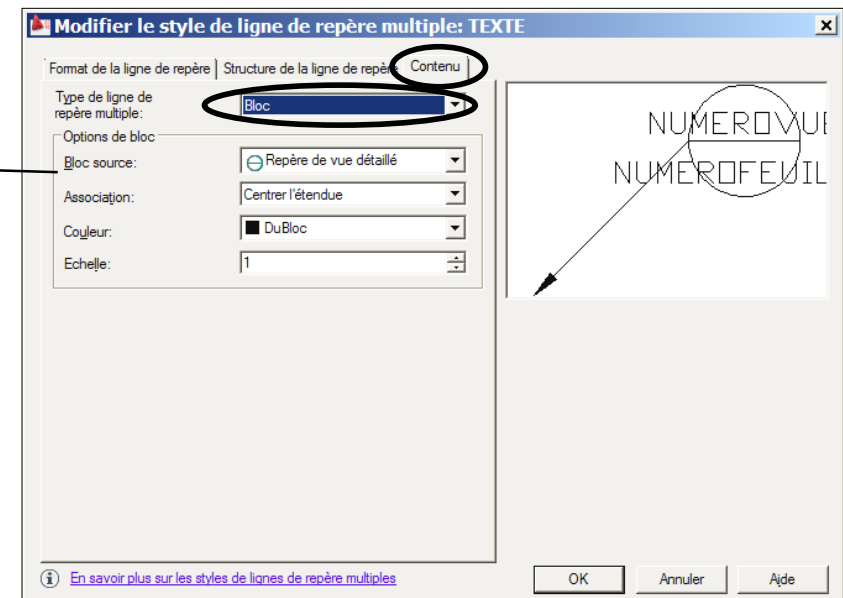 Modifier le style de ligne de repère multiple: TEXTE
Format de la ligne de repère
Structure de la ligne de repère
Contenu
Type de ligne de
repère multiple:
Bloc
Options de bloc
Bloc source:
Repère de vue détaillé
Association:
Centrer l'étendue
Couleur:
DuBloc
Echelle:
1
NUMEROVUE
NUMEROFEUIL
En savoir plus sur les styles de lignes de repère multiples
OK
Annuler
Aide